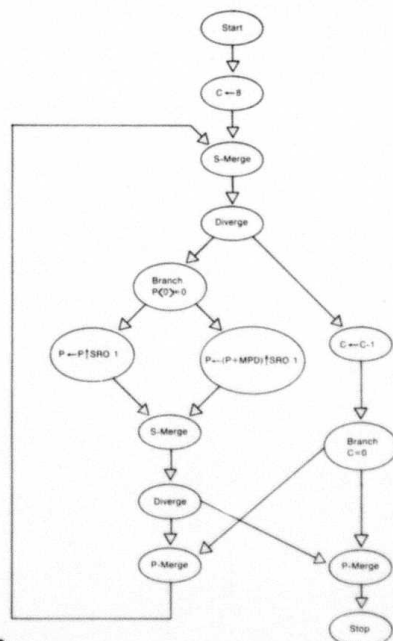 Start
C←8
S-Merge
Diverge
Branch
P⟨0⟩=0
P←P↑SRO 1
P←(P+MPD)↑SRO 1
C←C-1
S-Merge
Branch
C=0
Diverge
P-Merge
P-Merge
Stop